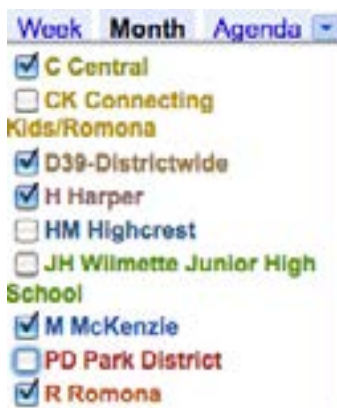 Week Month Agenda
C Central
CK Connecting
Kids/Romona
D39-Districtwide
H Harper
HM Highcrest
JH Wilmette Junior High
School
M McKenzie
PD Park District
R Romona